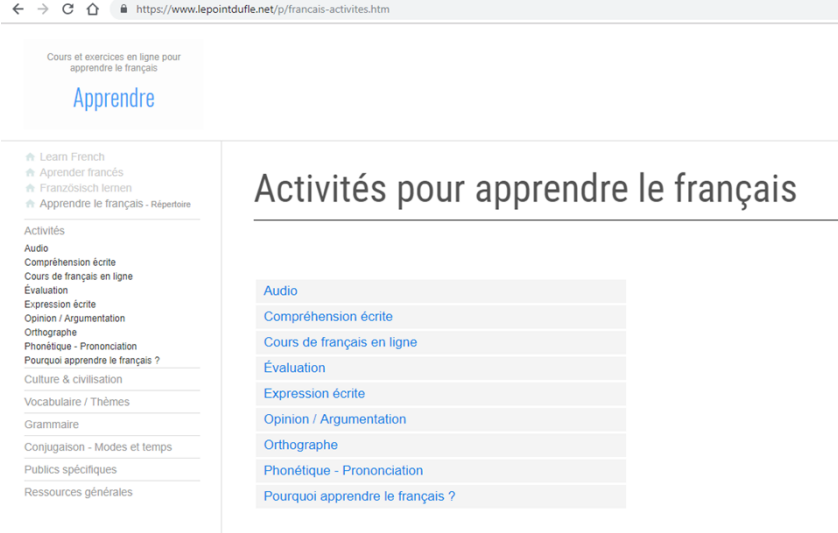 https://www.lepointdufle.net/p/francais-activites.htm
Cours et exercices en ligne pour
apprendre le français
Apprendre
Learn French
Aprender francés
Französisch lernen
Apprendre le français - Répertoire
Activités
Audio
Compréhension écrite
Cours de français en ligne
Évaluation
Expression écrite
Opinion / Argumentation
Orthographe
Phonétique - Prononciation
Pourquoi apprendre le français ?
Culture & civilisation
Vocabulaire / Thèmes
Grammaire
Conjugaison - Modes et temps
Publics spécifiques
Ressources générales
Activités pour apprendre le français
Audio
Compréhension écrite
Cours de français en ligne
Évaluation
Expression écrite
Opinion / Argumentation
Orthographe
Phonétique - Prononciation
Pourquoi apprendre le français ?